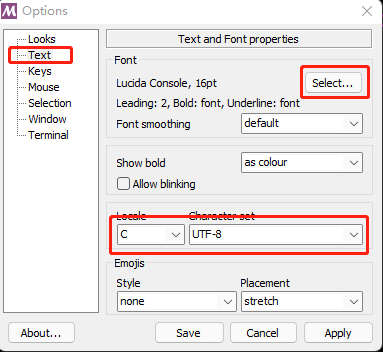 Options
Looks
Text
Keys
Mouse
Selection
Window
Terminal
Text and Font properties
Font
Lucida Console, 16pt
Select...
Leading: 2, Bold: font, Underline: font
Font smoothing default
Show bold as colour
Allow blinking
Locale Character set
C UTF-8
Emojis
Style Placement
none stretch
About... Save Cancel Apply